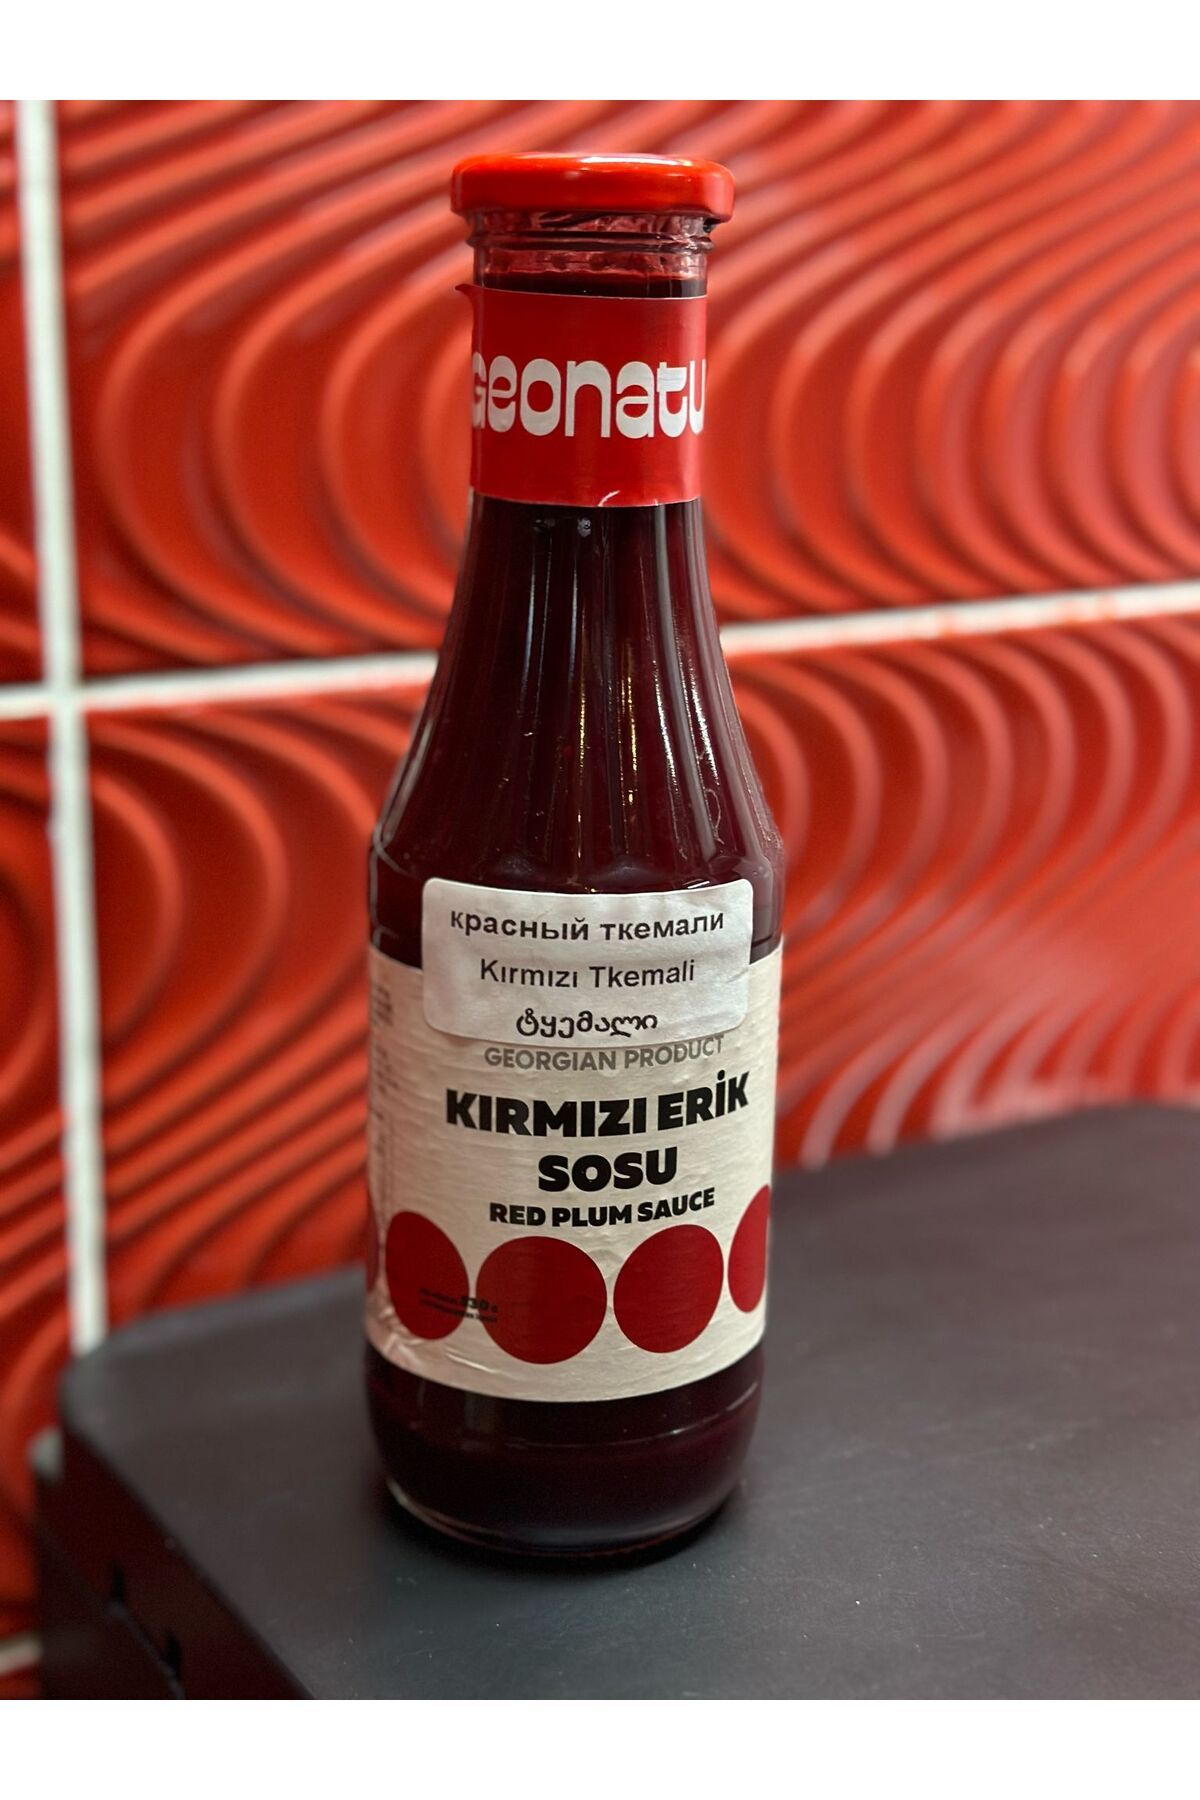 Geonatu
красный ткемали
Kırmızı Tkemali
ტყემალი
GEORGIAN PRODUCT
KIRMIZI ERİK
SOSU
RED PLUM SAUCE